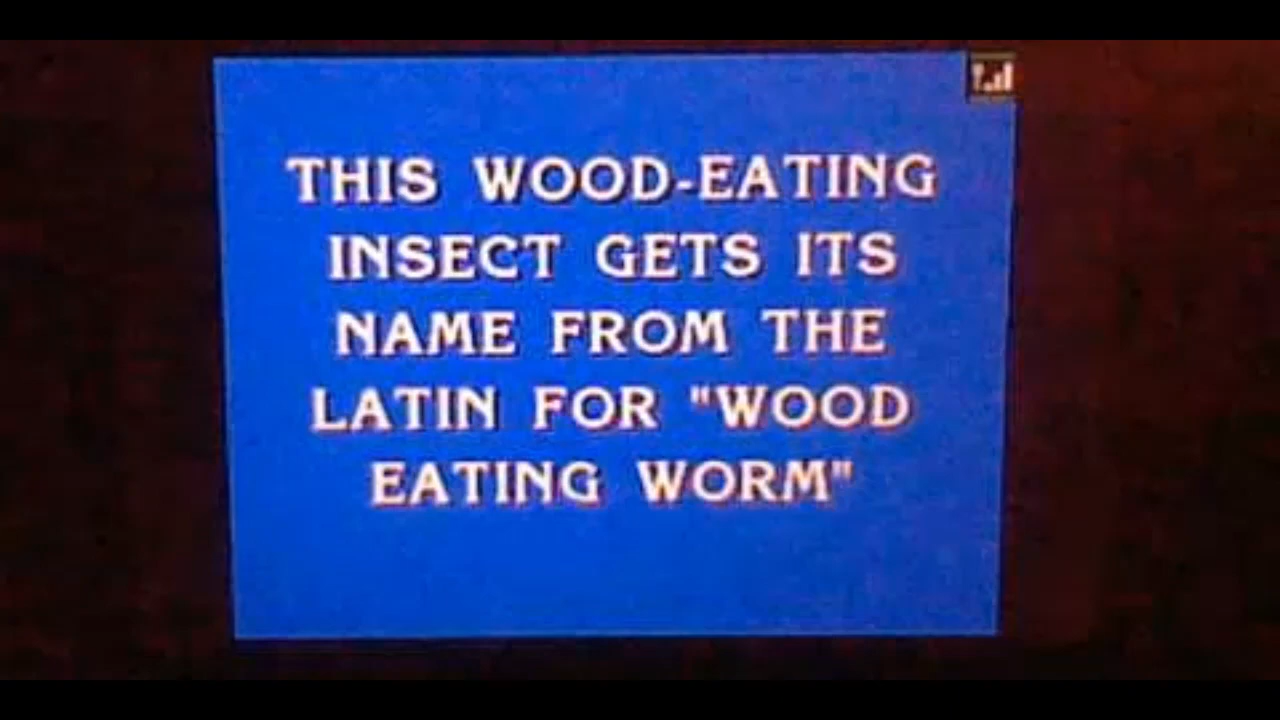 THIS WOOD-EATING
INSECT GETS ITS
NAME FROM THE
LATIN FOR "WOOD
EATING WORM"